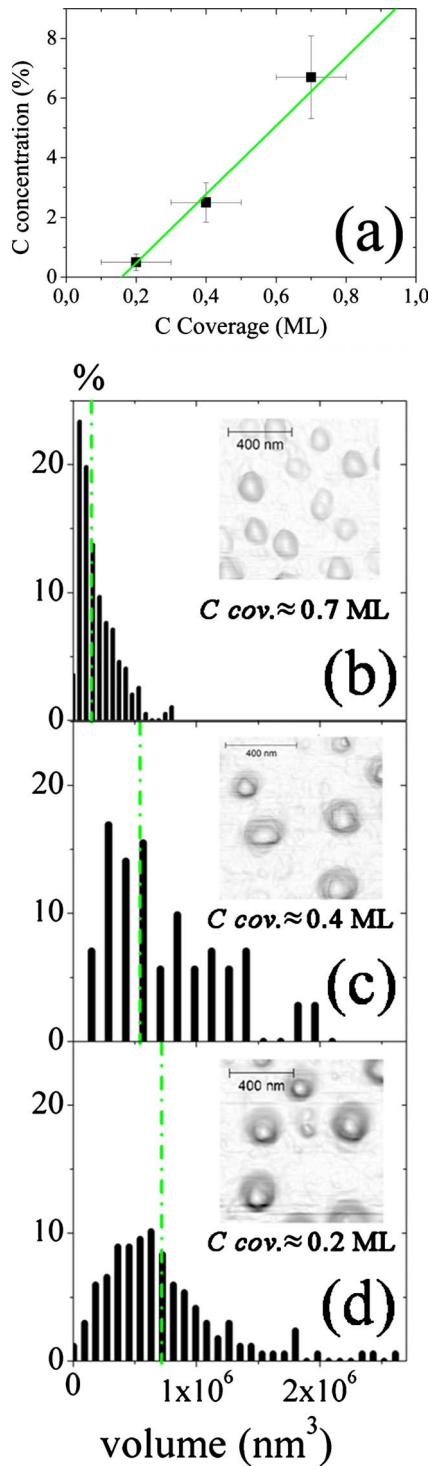 8
6
4
2
0
C concentration (%)
(a)
0,0 0,2 0,4 0,6 0,8 1,0
C Coverage (ML)
%
20
10
0
400 nm
C cov.≈ 0.7 ML
(b)
20
10
0
400 nm
C cov.≈ 0.4 ML
(c)
20
10
0
400 nm
C cov.≈ 0.2 ML
(d)
0 1x10⁶ 2x10⁶
volume (nm³)